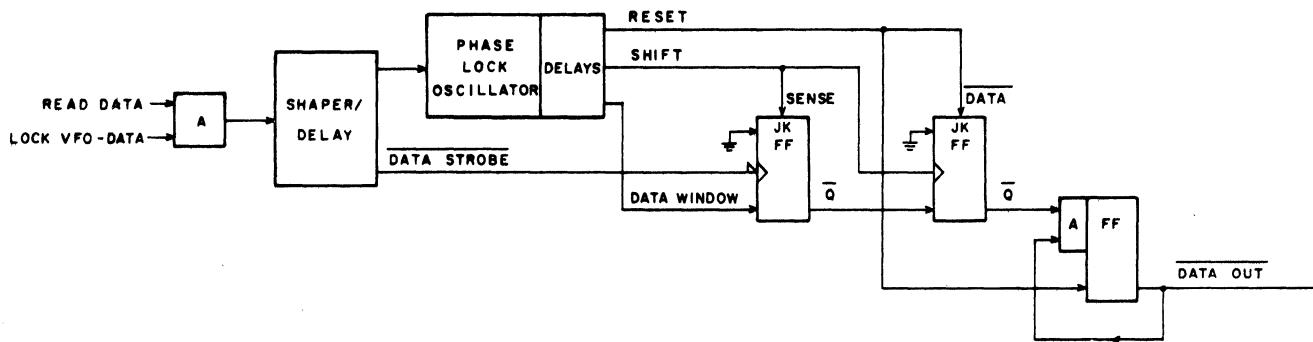 RESET
PHASE
LOCK
OSCILLATOR
DELAYS
SHIFT
READ DATA
LOCK VFO-DATA
A
SHAPER/
DELAY
SENSE
DATA
JK
FF
JK
FF
DATA STROBE
DATA WINDOW
Q
Q
A
FF
DATA OUT